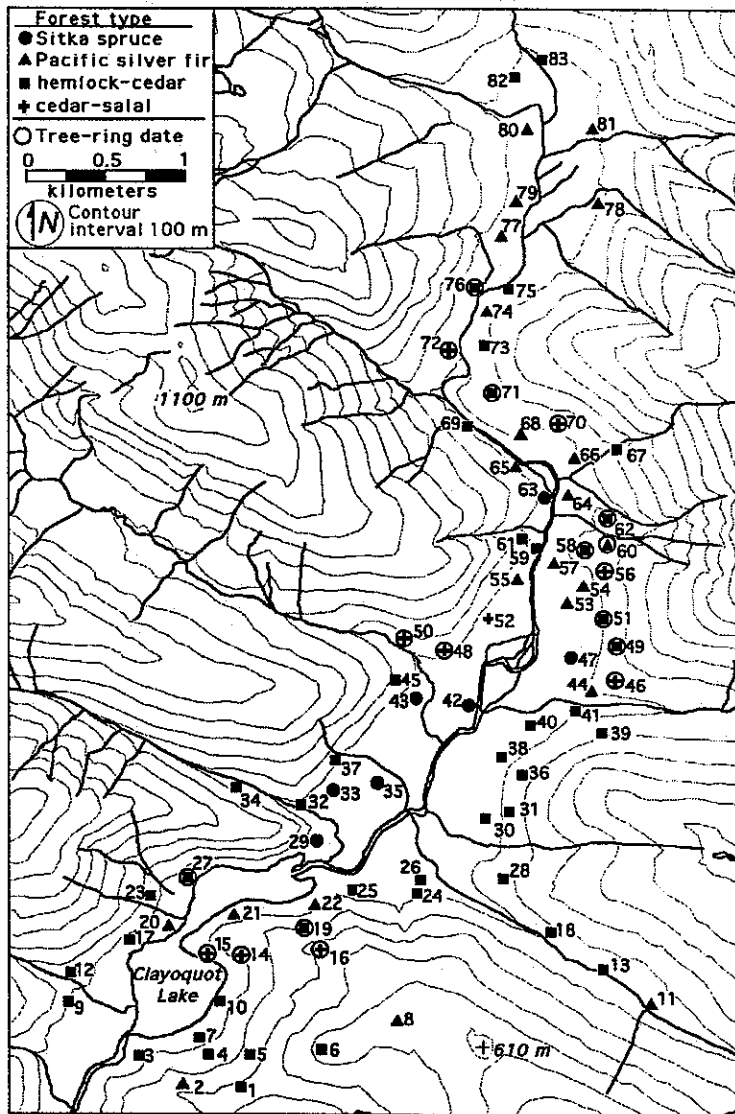 Forest type
Sitka spruce
Pacific silver fir
hemlock-cedar
cedar-salal
Tree-ring date
0 0.5 1
kilometers
N Contour
interval 100 m
83
82
80 81
79 78
77
76 75
74
72 73
1100 m 71
69 68 70
66 67
65
63 64
62
61 58 60
59
57 56
55 54
53
52 51
50
48 49
47
45 46
44
43 42
41
40 39
38
37
36
34 33 35
32 31
30
29
27 26 28
23 25 24
22
21
20 19 18
17
15 14 16
12 Clayoquot 13
Lake
9 10 11
8
7
3 4 5 6 610 m
2 1